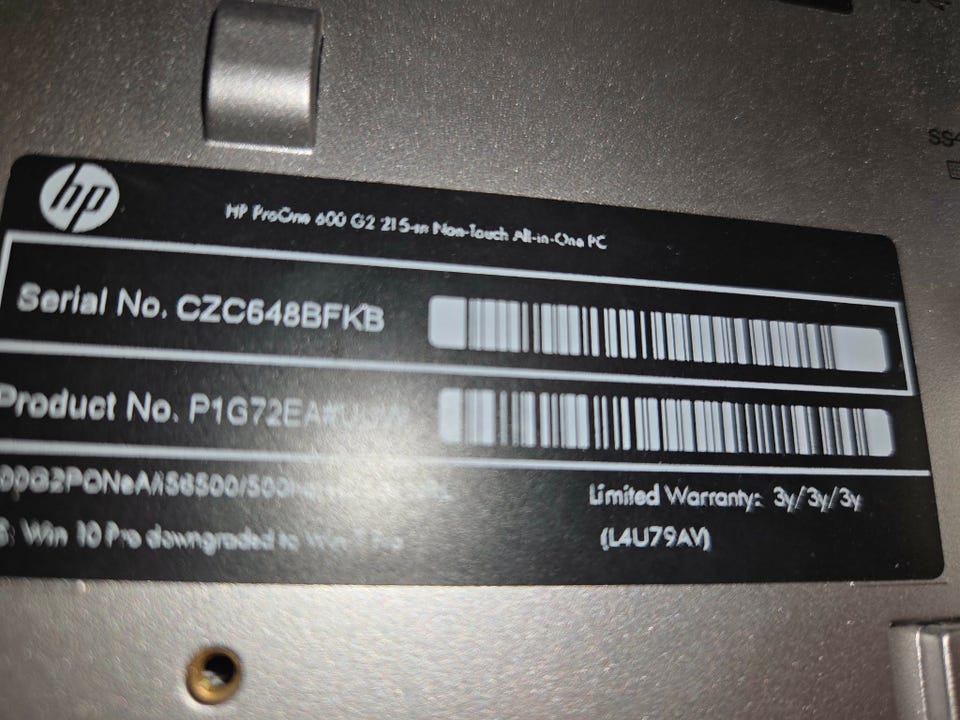 hp
HP ProOne 600 G2 21.5-in Non-Touch All-in-One PC
Serial No. CZC648BFKB
Product No. P1G72EA
Limited Warranty: 3y/3y/3y
Win 10 Pro downgraded to
(L4U79AV)